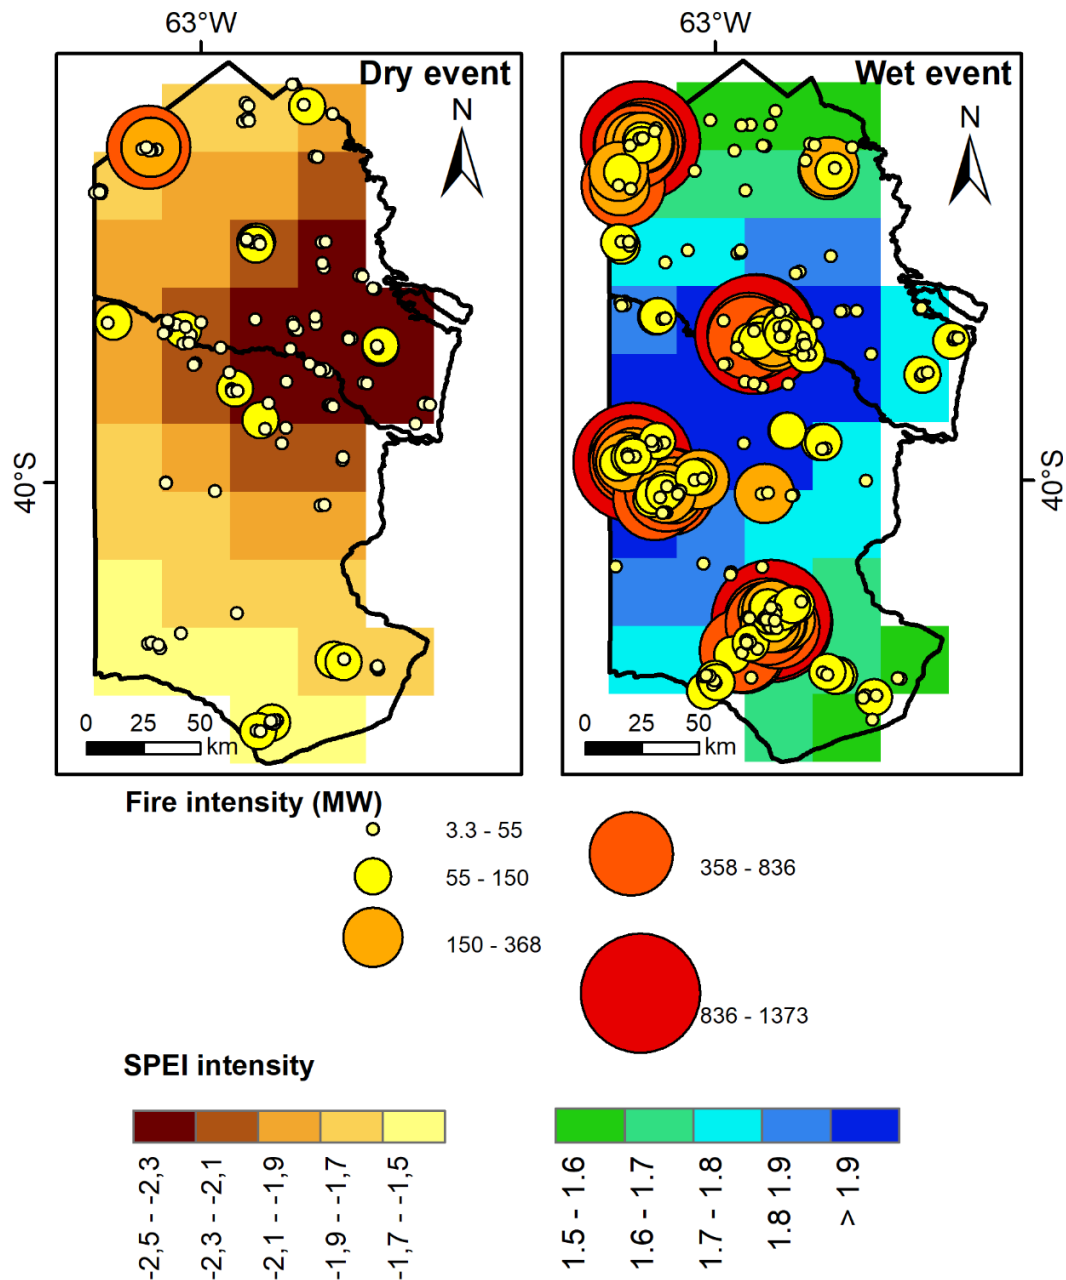 63°W
63°W
Dry event
Wet event
N
N
40°S
40°S
0 25 50
km
0 25 50
km
Fire intensity (MW)
3.3 - 55
55 - 150
150 - 368
358 - 836
836 - 1373
SPEI intensity
-2,5 - -2,3
-2,3 - -2,1
-2,1 - -1,9
-1,9 - -1,7
-1,7 - -1,5
1.5 - 1.6
1.6 - 1.7
1.7 - 1.8
1.8 1.9
> 1.9